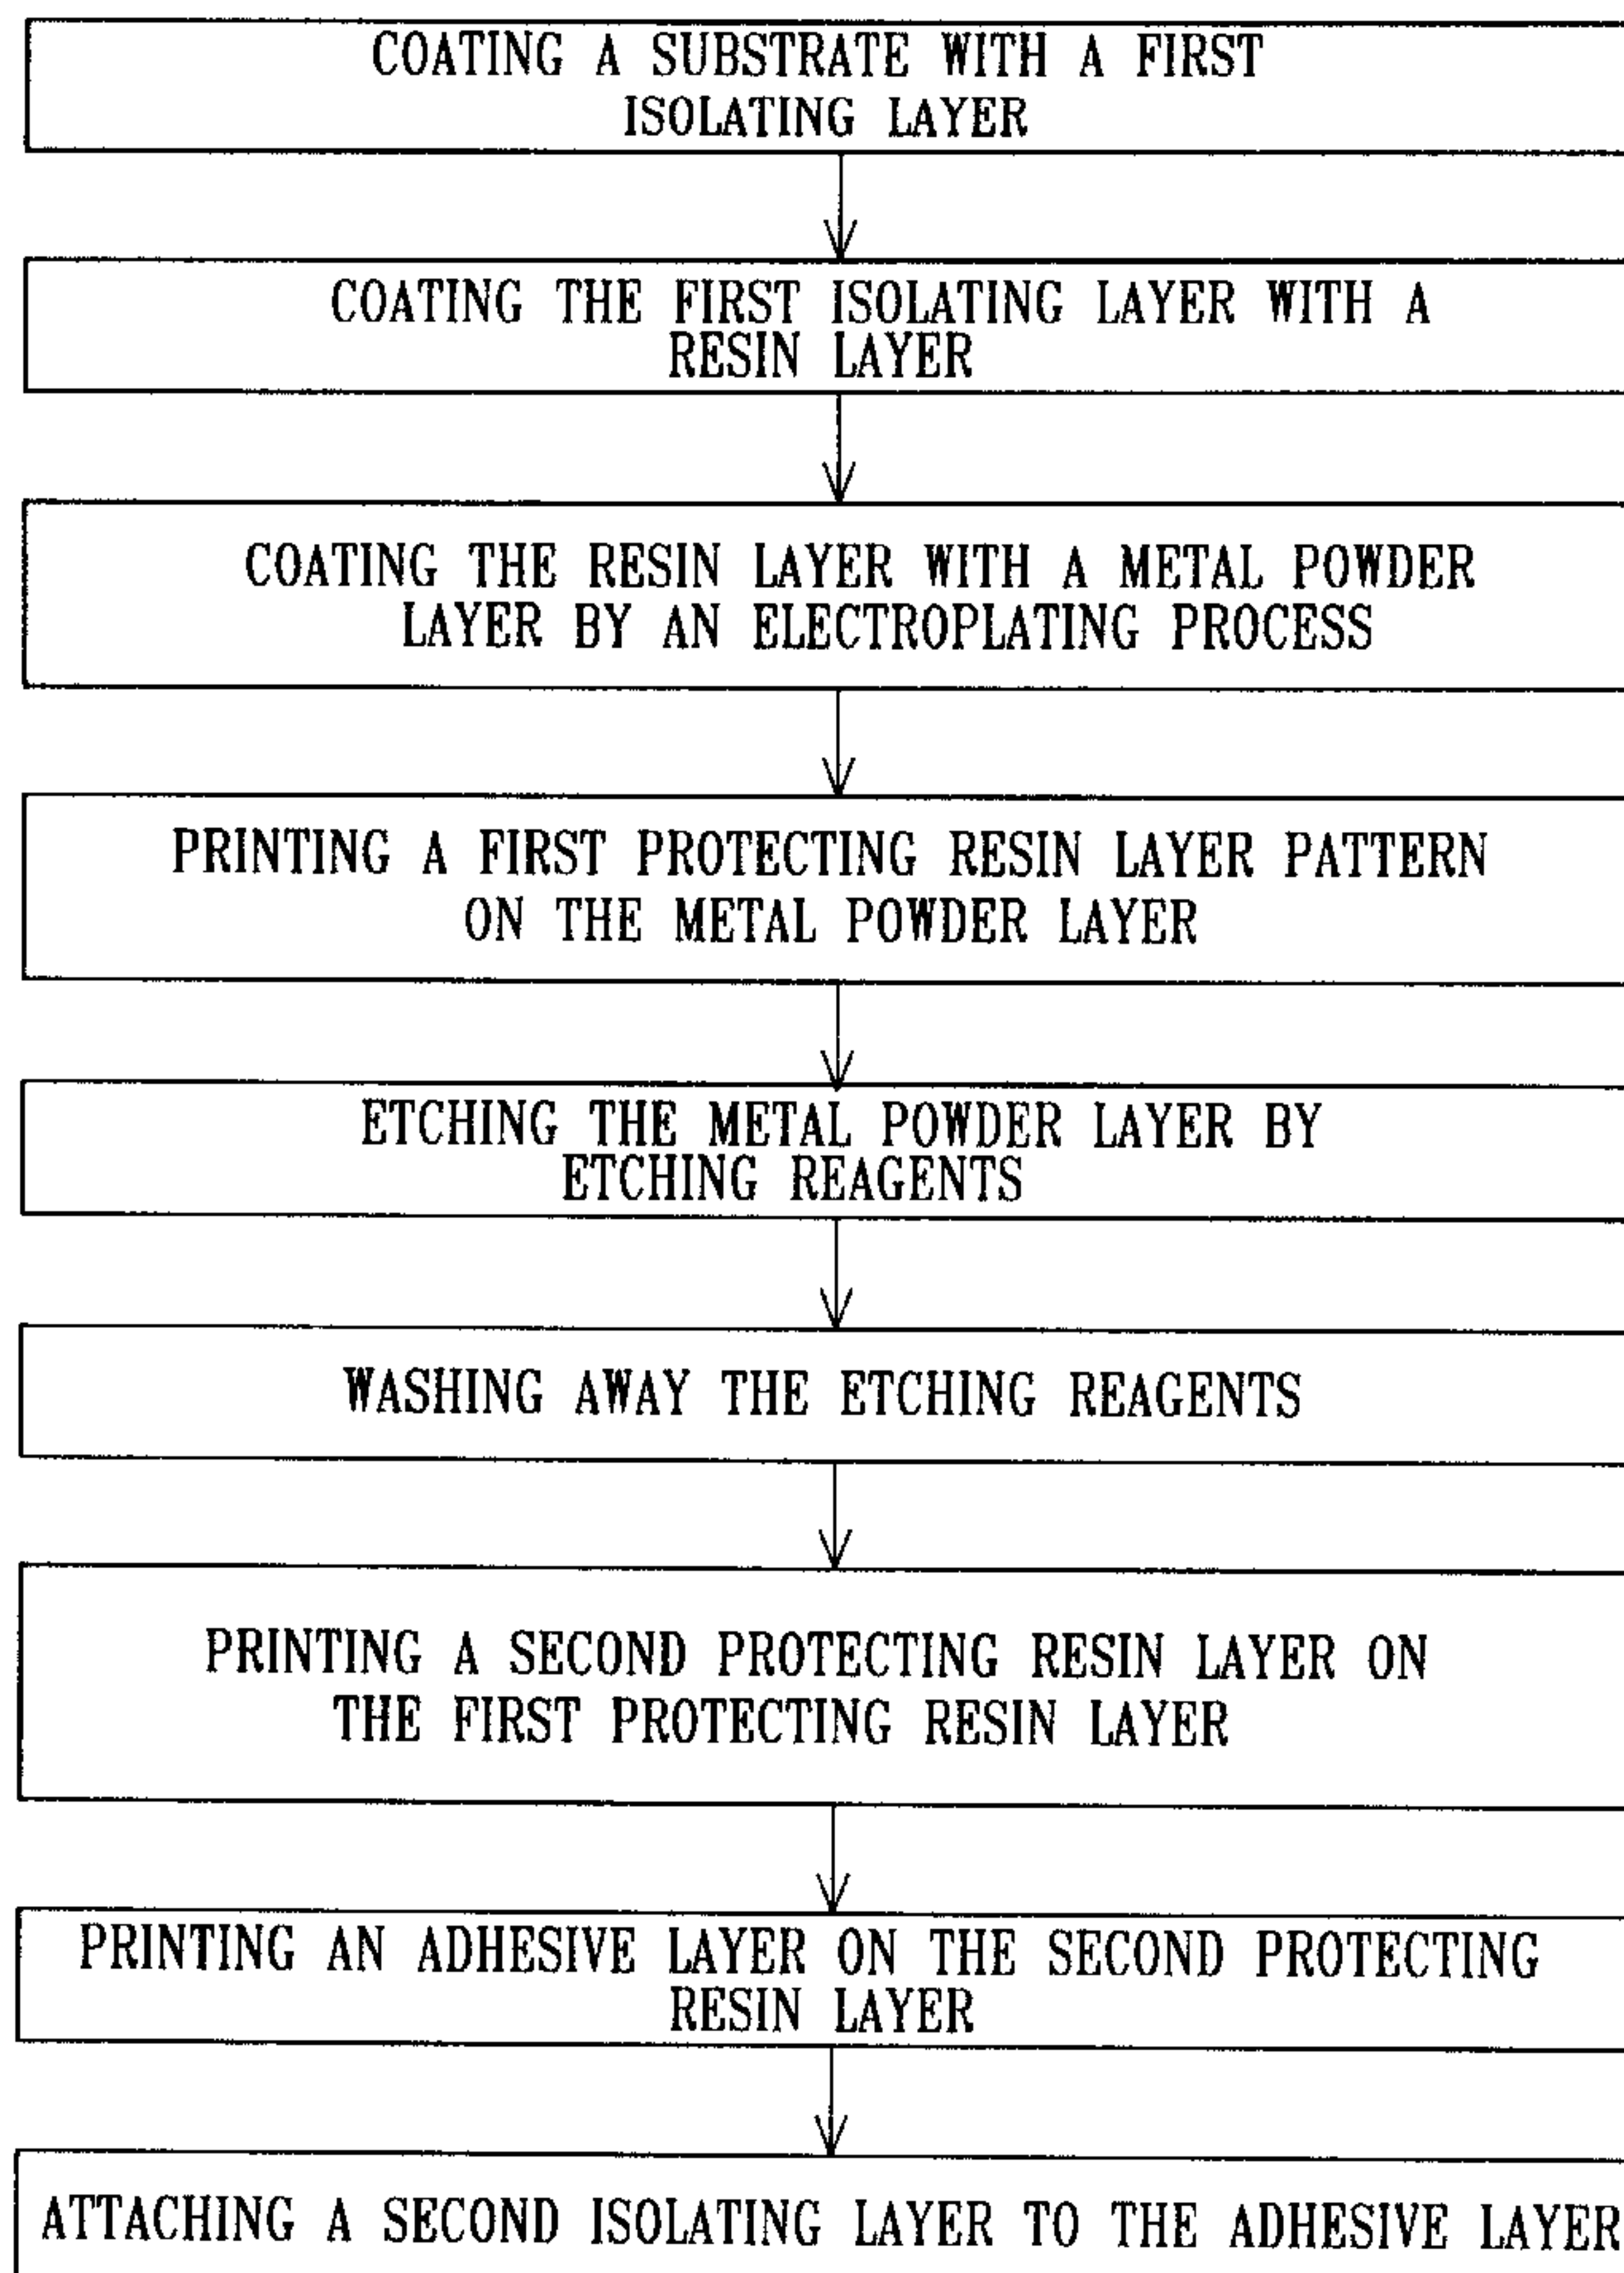 COATING A SUBSTRATE WITH A FIRST
ISOLATING LAYER
COATING THE FIRST ISOLATING LAYER WITH A
RESIN LAYER
COATING THE RESIN LAYER WITH A METAL POWDER
LAYER BY AN ELECTROPLATING PROCESS
PRINTING A FIRST PROTECTING RESIN LAYER PATTERN
ON THE METAL POWDER LAYER
ETCHING THE METAL POWDER LAYER BY
ETCHING REAGENTS
WASHING AWAY THE ETCHING REAGENTS
PRINTING A SECOND PROTECTING RESIN LAYER ON
THE FIRST PROTECTING RESIN LAYER
PRINTING AN ADHESIVE LAYER ON THE SECOND PROTECTING
RESIN LAYER
ATTACHING A SECOND ISOLATING LAYER TO THE ADHESIVE LAYER